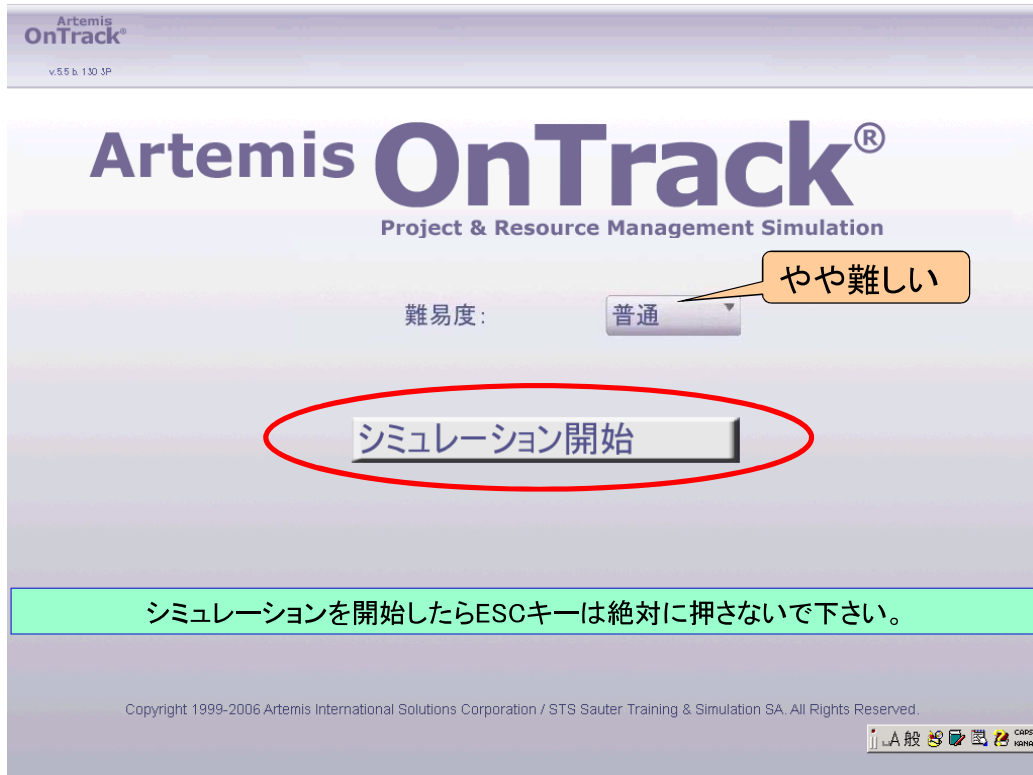 Artemis
OnTrack®
v.5.5 b. 130 3P
Artemis OnTrack®
Project & Resource Management Simulation
やや難しい
難易度: 普通
シミュレーション開始
シミュレーションを開始したらESCキーは絶対に押さないで下さい。
Copyright 1999-2006 Artemis International Solutions Corporation / STS Sauter Training & Simulation SA. All Rights Reserved.
A 般 CAPS
KANA